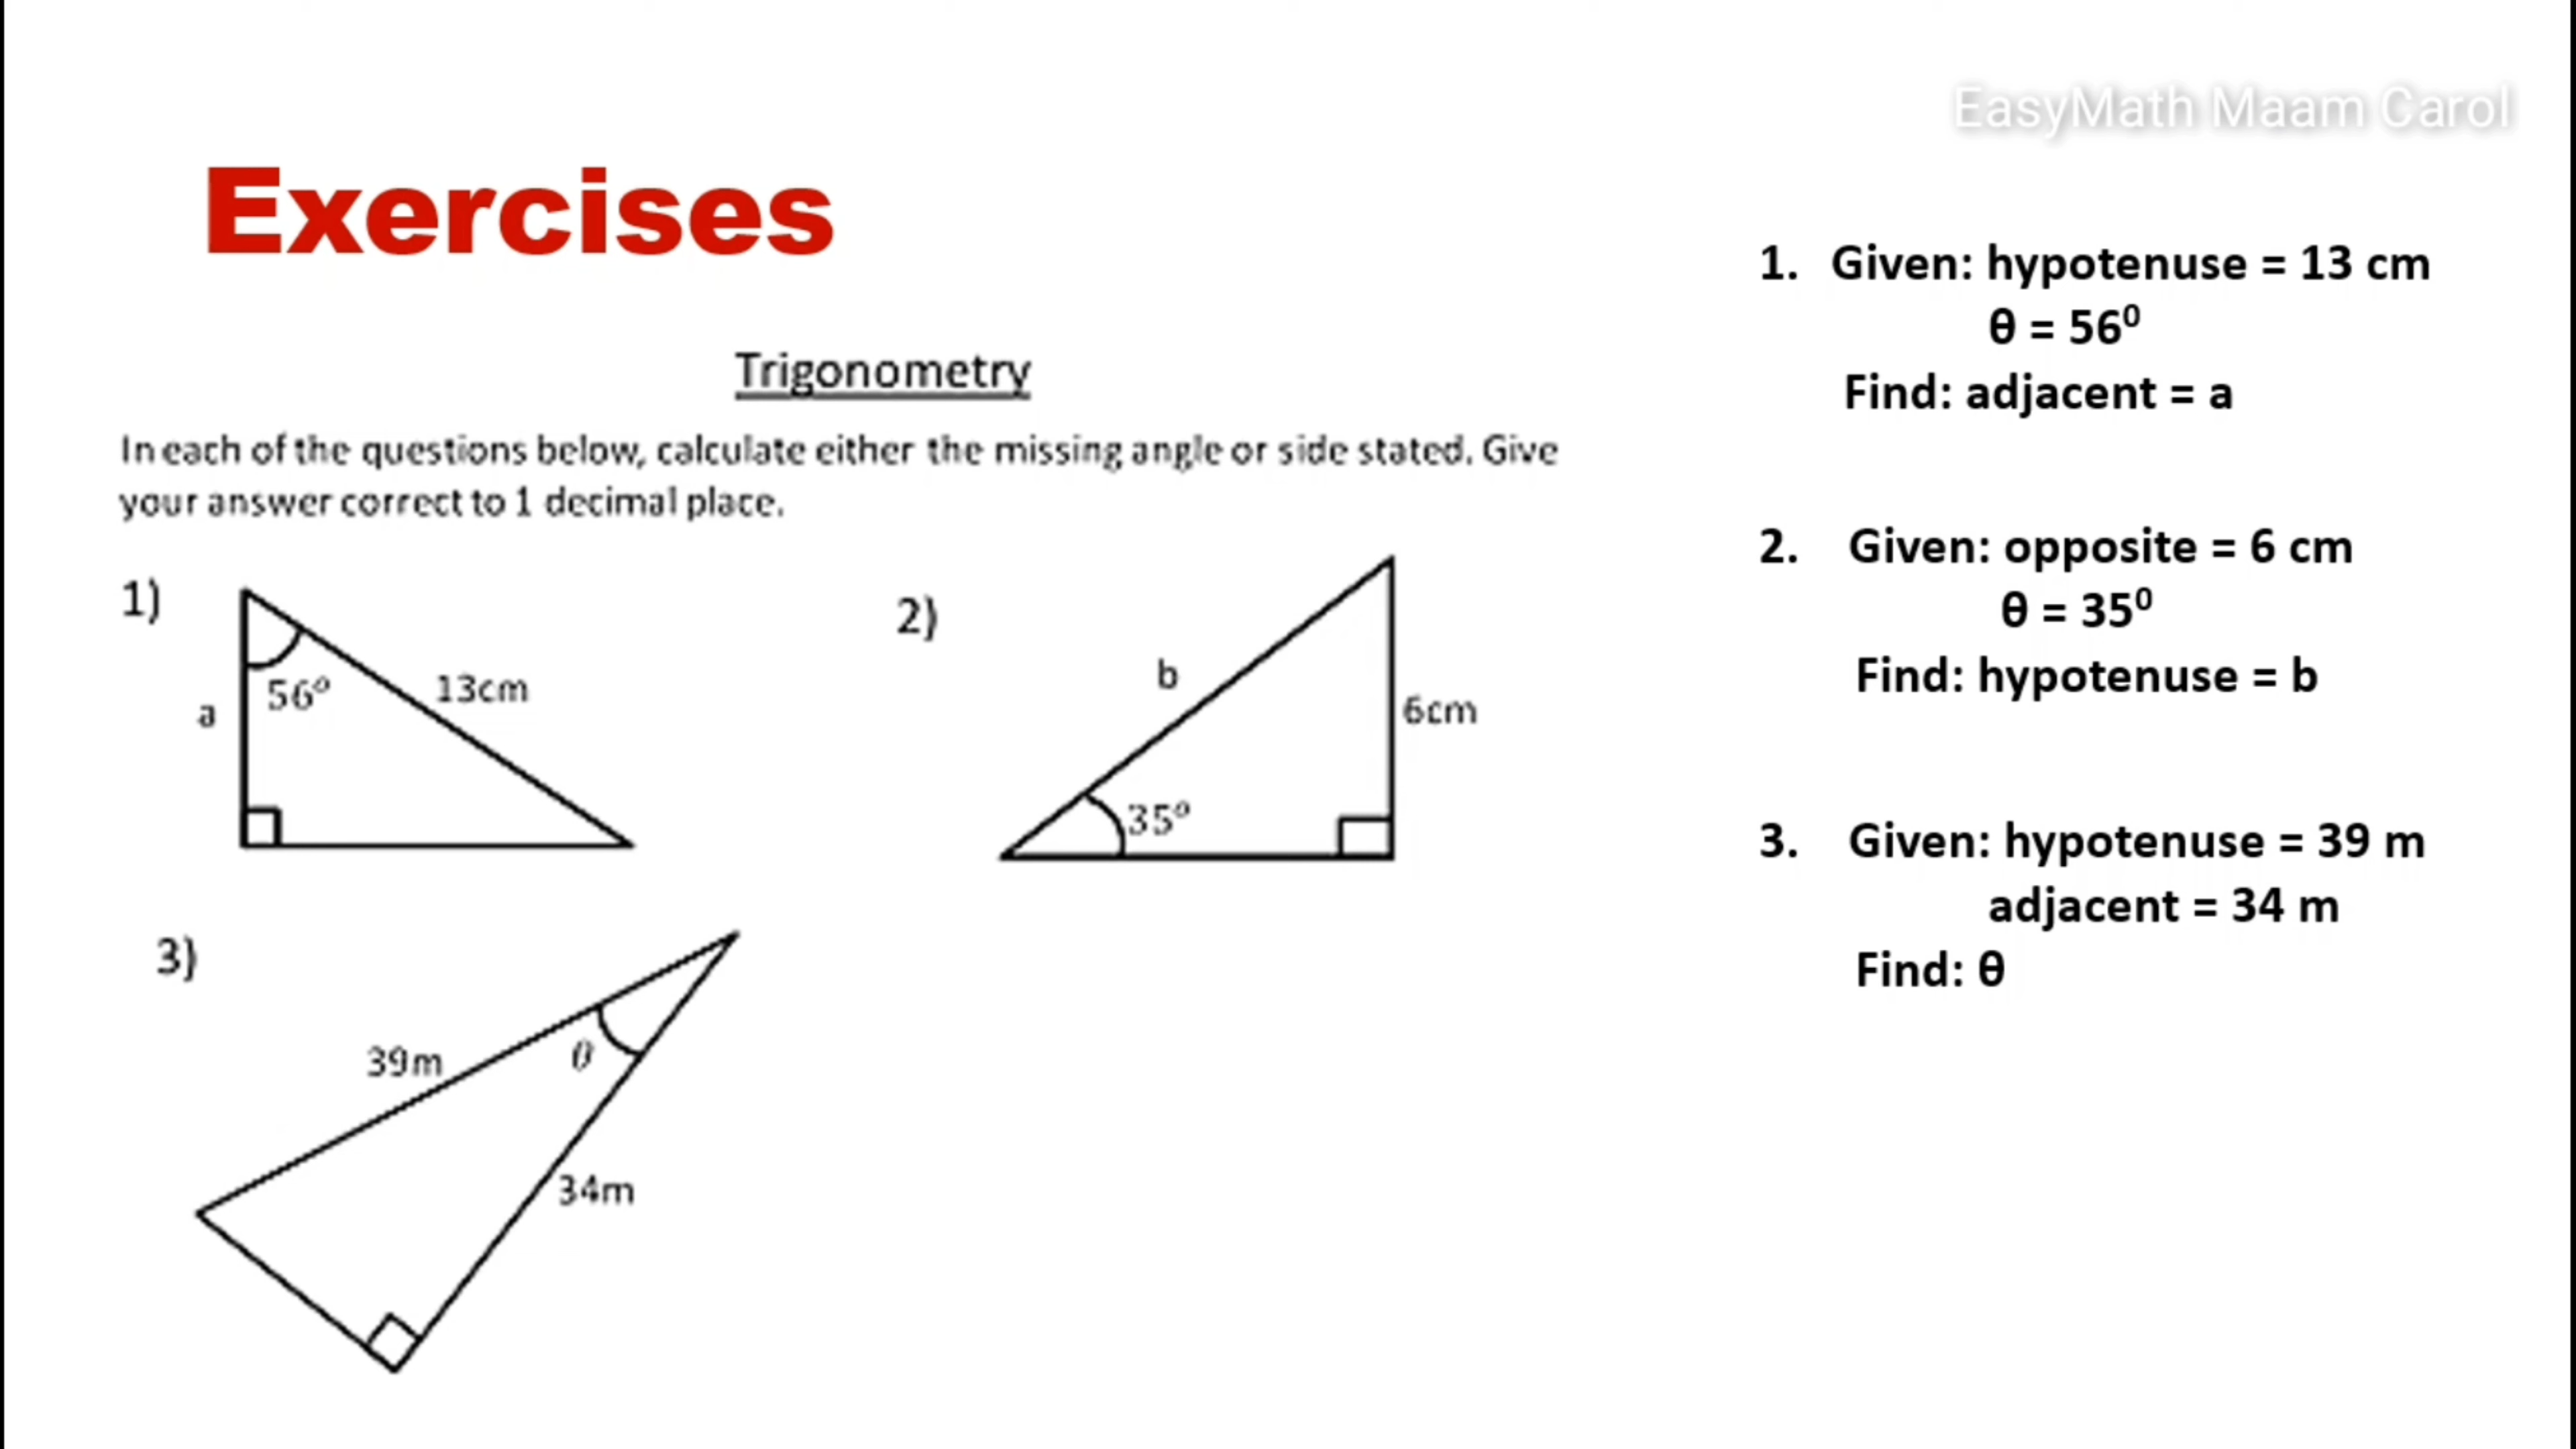 EasyMath Maam Carol
Exercises
Trigonometry
In each of the questions below, calculate either the missing angle or side stated. Give
your answer correct to 1 decimal place.
1)
a
56°
13cm
2)
b
6cm
35°
3)
39m
θ
34m
1. Given: hypotenuse = 13 cm
θ = 56⁰
Find: adjacent = a
2. Given: opposite = 6 cm
θ = 35⁰
Find: hypotenuse = b
3. Given: hypotenuse = 39 m
adjacent = 34 m
Find: θ